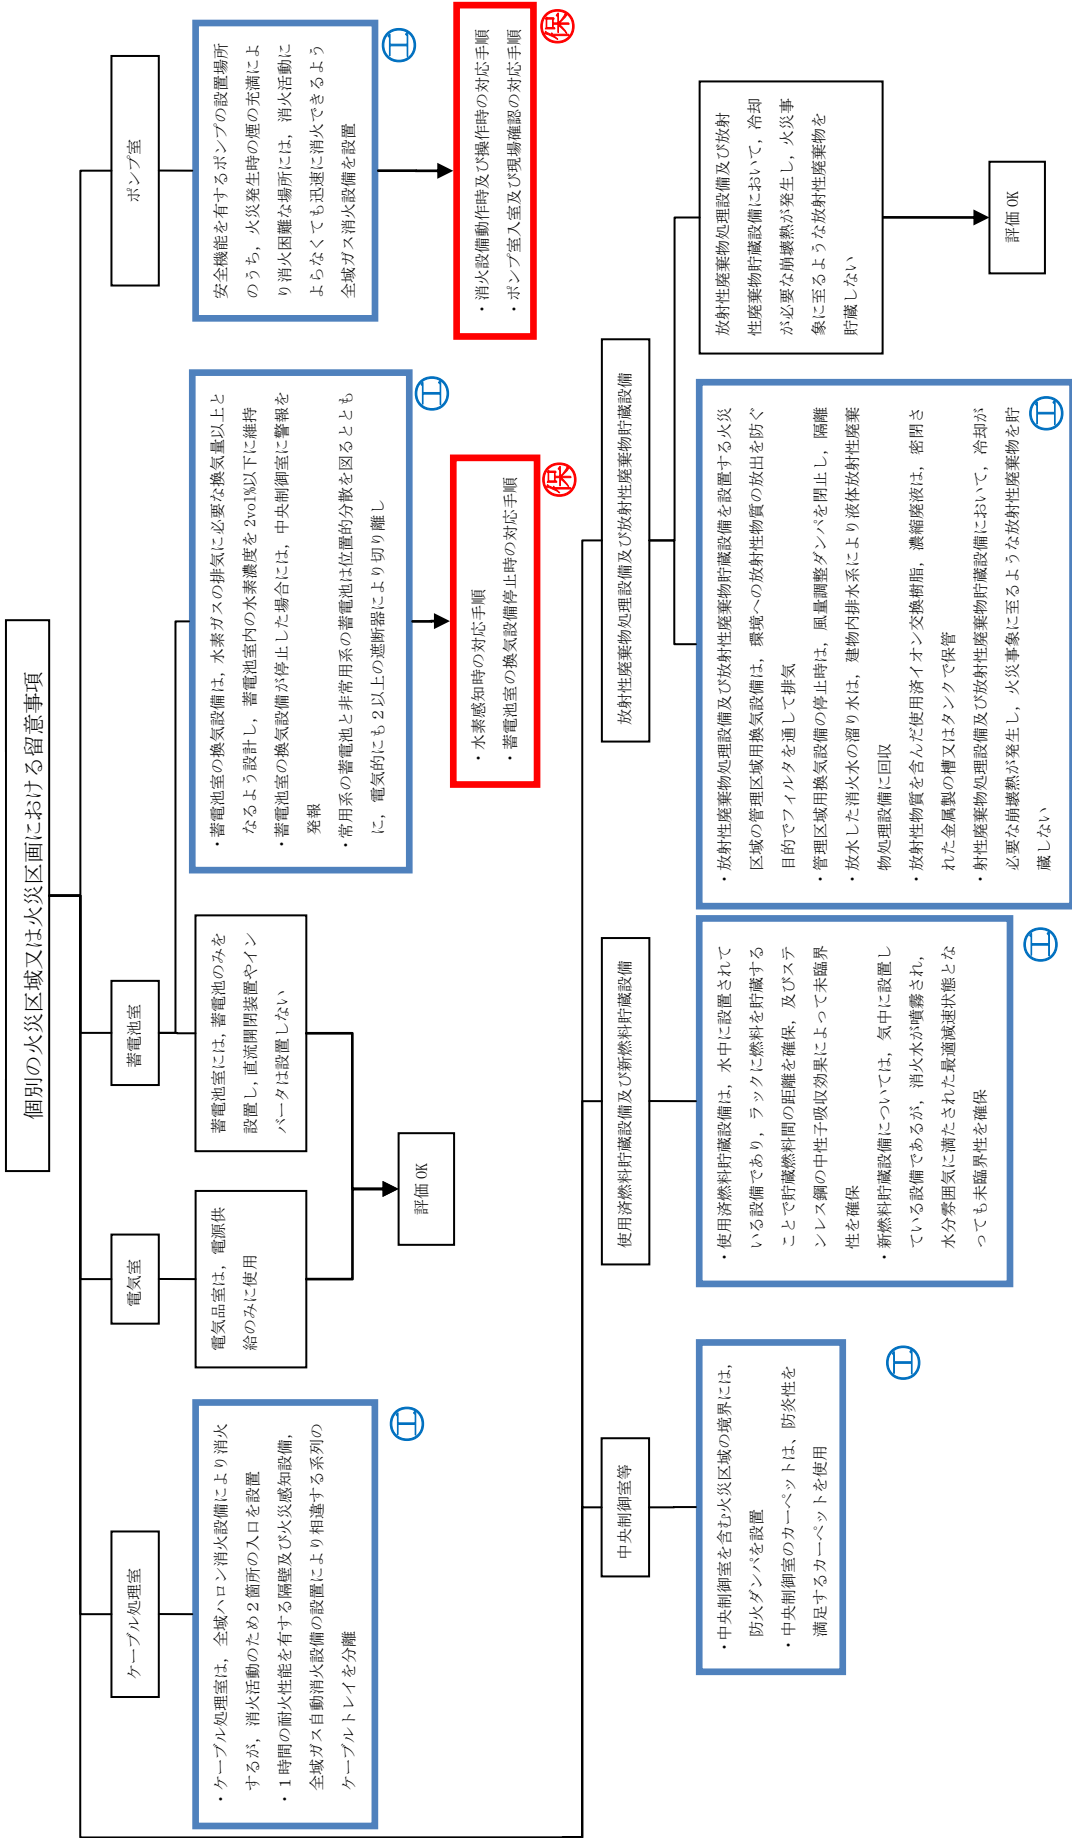 個別の火災区域又は火災区画における留意事項
ケーブル処理室
・ケーブル処理室は，全域ハロン消火設備により消火
するが，消火活動のため２箇所の入口を設置
・１時間の耐火性能を有する隔壁及び火災感知設備，
全域ガス自動消火設備の設置により相違する系列の
ケーブルトレイを分離
工
電気室
電気品室は，電源供
給のみに使用
蓄電池室
蓄電池室には，蓄電池のみを
設置し，直流開閉装置やイン
バータは設置しない
評価 OK
・蓄電池室の換気設備は，水素ガスの排気に必要な換気量以上と
なるよう設計し，蓄電池室内の水素濃度を 2vol%以下に維持
・蓄電池室の換気設備が停止した場合には，中央制御室に警報を
発報
・常用系の蓄電池と非常用系の蓄電池は位置的分散を図るととも
に，電気的にも２以上の遮断器により切り離し
工
・水素感知時の対応手順
・蓄電池室の換気設備停止時の対応手順
保
ポンプ室
安全機能を有するポンプの設置場所
のうち，火災発生時の煙の充満によ
り消火困難な場所には，消火活動に
よらなくても迅速に消火できるよう
全域ガス消火設備を設置
工
・消火設備動作時及び操作時の対応手順
・ポンプ室入室及び現場確認の対応手順
保
中央制御室等
・中央制御室を含む火災区域の境界には，
防火ダンパを設置
・中央制御室のカーペットは、防炎性を
満足するカーペットを使用
工
使用済燃料貯蔵設備及び新燃料貯蔵設備
・使用済燃料貯蔵設備は，水中に設置されて
いる設備であり，ラックに燃料を貯蔵する
ことで貯蔵燃料間の距離を確保，及びステ
ンレス鋼の中性子吸収効果によって未臨界
性を確保
・新燃料貯蔵設備については，気中に設置し
ている設備であるが，消火水が噴霧され，
水分雰囲気に満たされた最適減速状態とな
っても未臨界性を確保
工
放射性廃棄物処理設備及び放射性廃棄物貯蔵設備
・放射性廃棄物処理設備及び放射性廃棄物貯蔵設備を設置する火災
区域の管理区域用換気設備は，環境への放射性物質の放出を防ぐ
目的でフィルタを通して排気
・管理区域用換気設備の停止時は，風量調整ダンパを閉止し，隔離
・放水した消火水の溜り水は，建物内排水系により液体放射性廃棄
物処理設備に回収
・放射性物質を含んだ使用済イオン交換樹脂，濃縮廃液は，密閉さ
れた金属製の槽又はタンクで保管
・射性廃棄物処理設備及び放射性廃棄物貯蔵設備において，冷却が
必要な崩壊熱が発生し，火災事象に至るような放射性廃棄物を貯
蔵しない
工
放射性廃棄物処理設備及び放射
性廃棄物貯蔵設備において，冷却
が必要な崩壊熱が発生し，火災事
象に至るような放射性廃棄物を
貯蔵しない
評価 OK